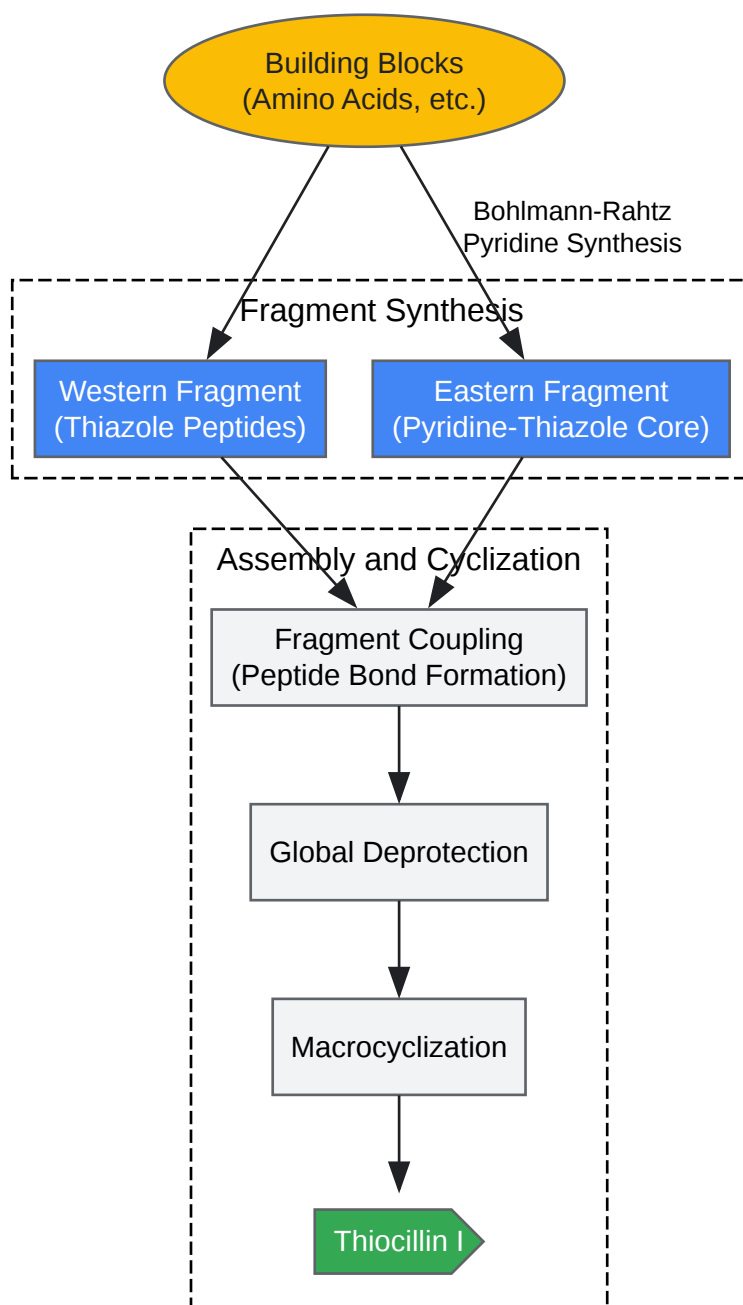 Building Blocks
(Amino Acids, etc.)
Bohlmann-Rahtz
Pyridine Synthesis
Fragment Synthesis
Western Fragment
(Thiazole Peptides)
Eastern Fragment
(Pyridine-Thiazole Core)
Assembly and Cyclization
Fragment Coupling
(Peptide Bond Formation)
Global Deprotection
Macrocyclization
Thiocillin I